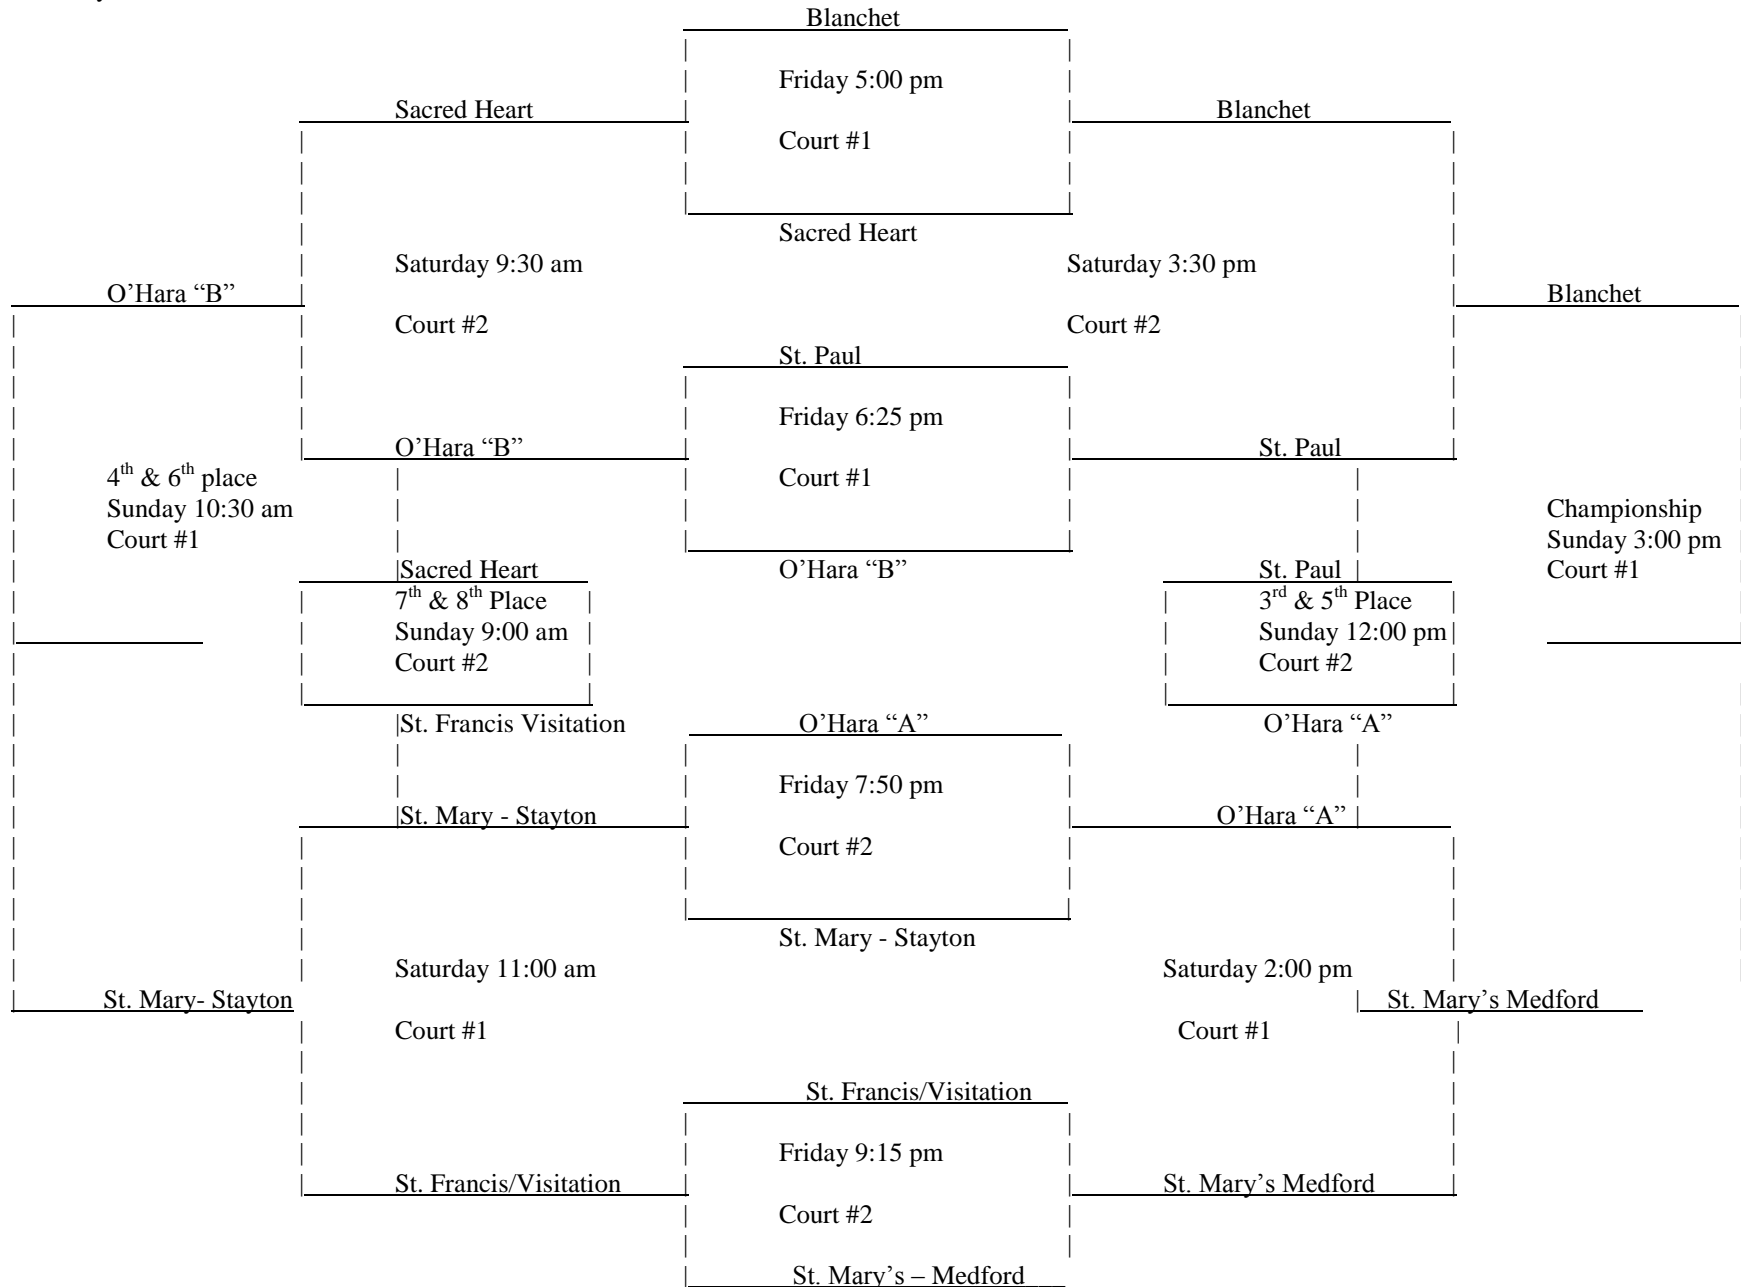 Blanchet
Friday 5:00 pm
Sacred Heart
Blanchet
Court #1
Sacred Heart
Saturday 9:30 am
Saturday 3:30 pm
O’Hara “B”
Blanchet
Court #2
Court #2
St. Paul
Friday 6:25 pm
O’Hara “B”
St. Paul
4th & 6th place
Court #1
Sunday 10:30 am
Championship
Court #1
Sunday 3:00 pm
Sacred Heart
O’Hara “B”
St. Paul
Court #1
7th & 8th Place
3rd & 5th Place
Sunday 9:00 am
Sunday 12:00 pm
Court #2
Court #2
St. Francis Visitation
O’Hara “A”
O’Hara “A”
Friday 7:50 pm
St. Mary - Stayton
O’Hara “A”
Court #2
St. Mary - Stayton
Saturday 11:00 am
Saturday 2:00 pm
St. Mary- Stayton
St. Mary’s Medford
Court #1
Court #1
St. Francis/Visitation
Friday 9:15 pm
St. Francis/Visitation
St. Mary’s Medford
Court #2
St. Mary’s – Medford